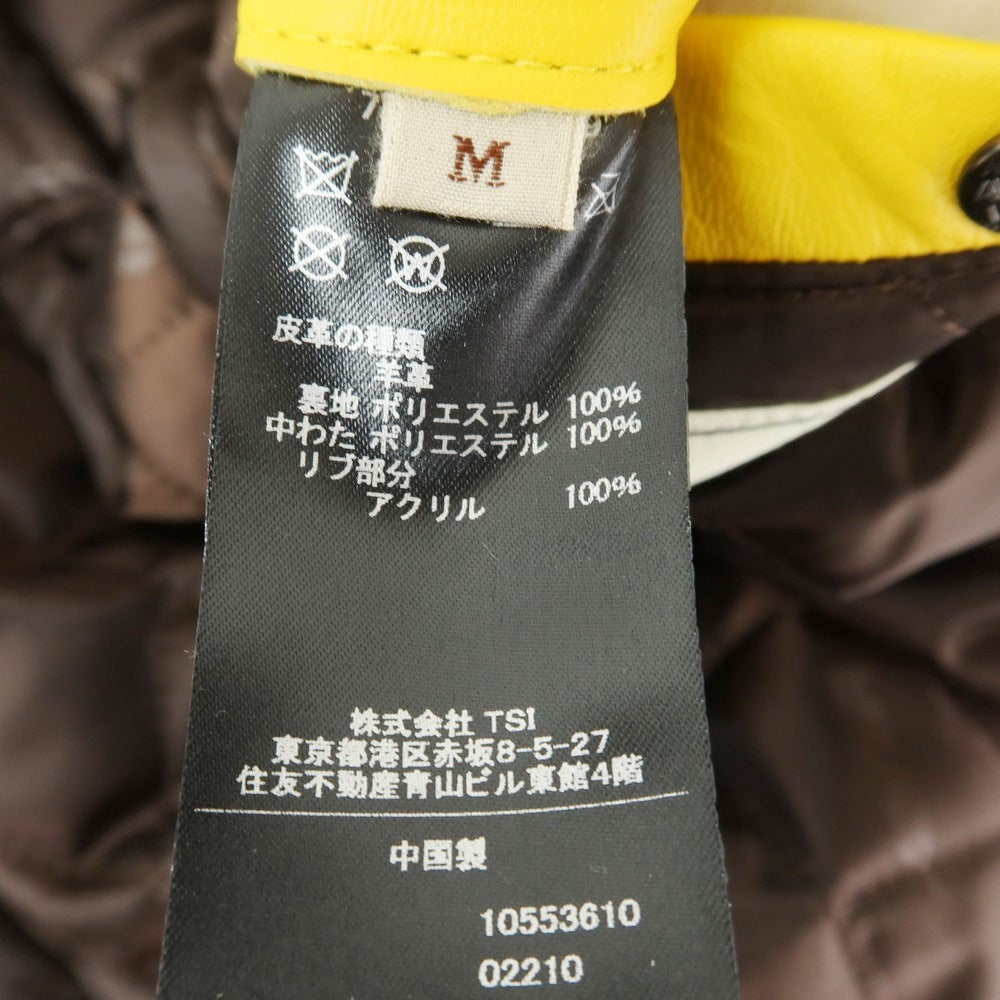 M
W
皮革の種類
羊革
裏地 ポリエステル 100%
中わた ポリエステル 100%
リブ部分
アクリル 100%
株式会社 TSI
東京都港区赤坂8-5-27
住友不動産青山ビル東館4階
中国製
10553610
02210